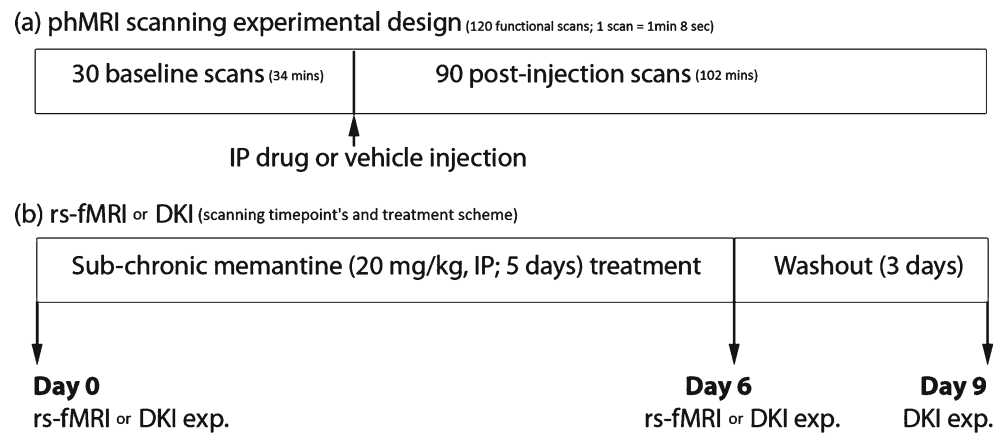 (a) phMRI scanning experimental design (120 functional scans; 1 scan = 1min 8 sec)
30 baseline scans (34 mins) 90 post-injection scans (102 mins)
IP drug or vehicle injection
(b) rs-fMRI or DKI (scanning timepoint's and treatment scheme)
Sub-chronic memantine (20 mg/kg, IP; 5 days) treatment Washout (3 days)
Day 0 Day 6 Day 9
rs-fMRI or DKI exp. rs-fMRI or DKI exp. DKI exp.